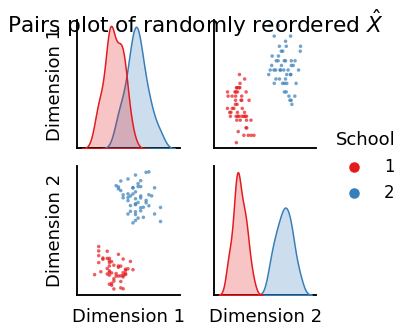 Pairs plot of randomly reordered X̂
Dimension 1
School
1
2
Dimension 2
Dimension 1
Dimension 2